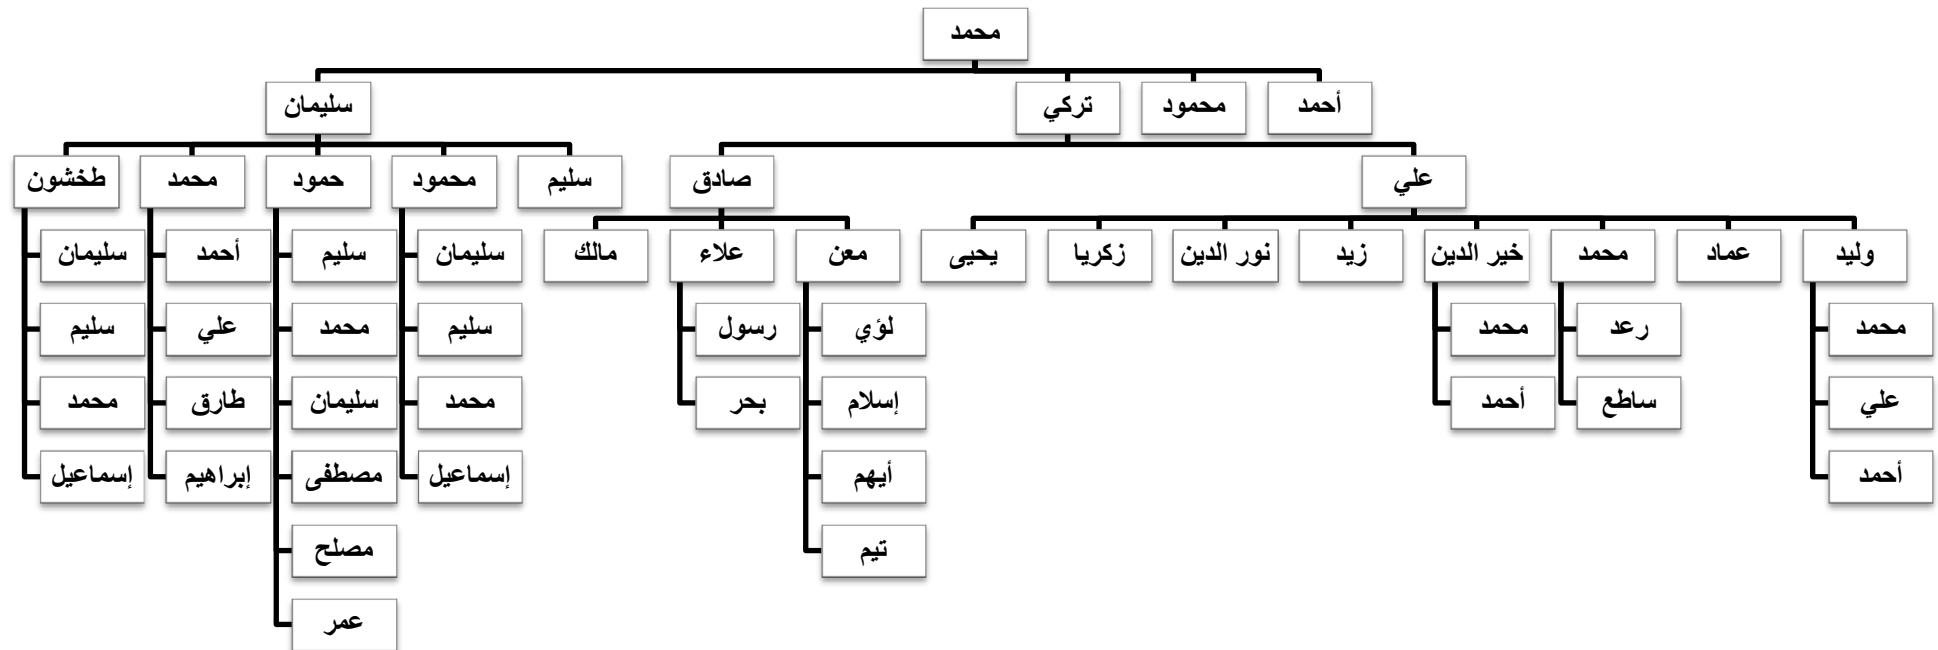 محمد
أحمد
محمود
تركي
سليمان
علي
صادق
سليم
محمود
حمود
محمد
طخشون
وليد
عماد
محمد
خير الدين
زيد
نور الدين
زكريا
يحيى
معن
علاء
مالك
سليمان
سليم
أحمد
سليمان
محمد
رعد
محمد
لؤي
رسول
سليم
محمد
علي
سليم
علي
ساطع
أحمد
إسلام
بحر
محمد
سليمان
طارق
محمد
أحمد
أيهم
إسماعيل
مصطفى
إبراهيم
إسماعيل
تيم
مصلح
عمر